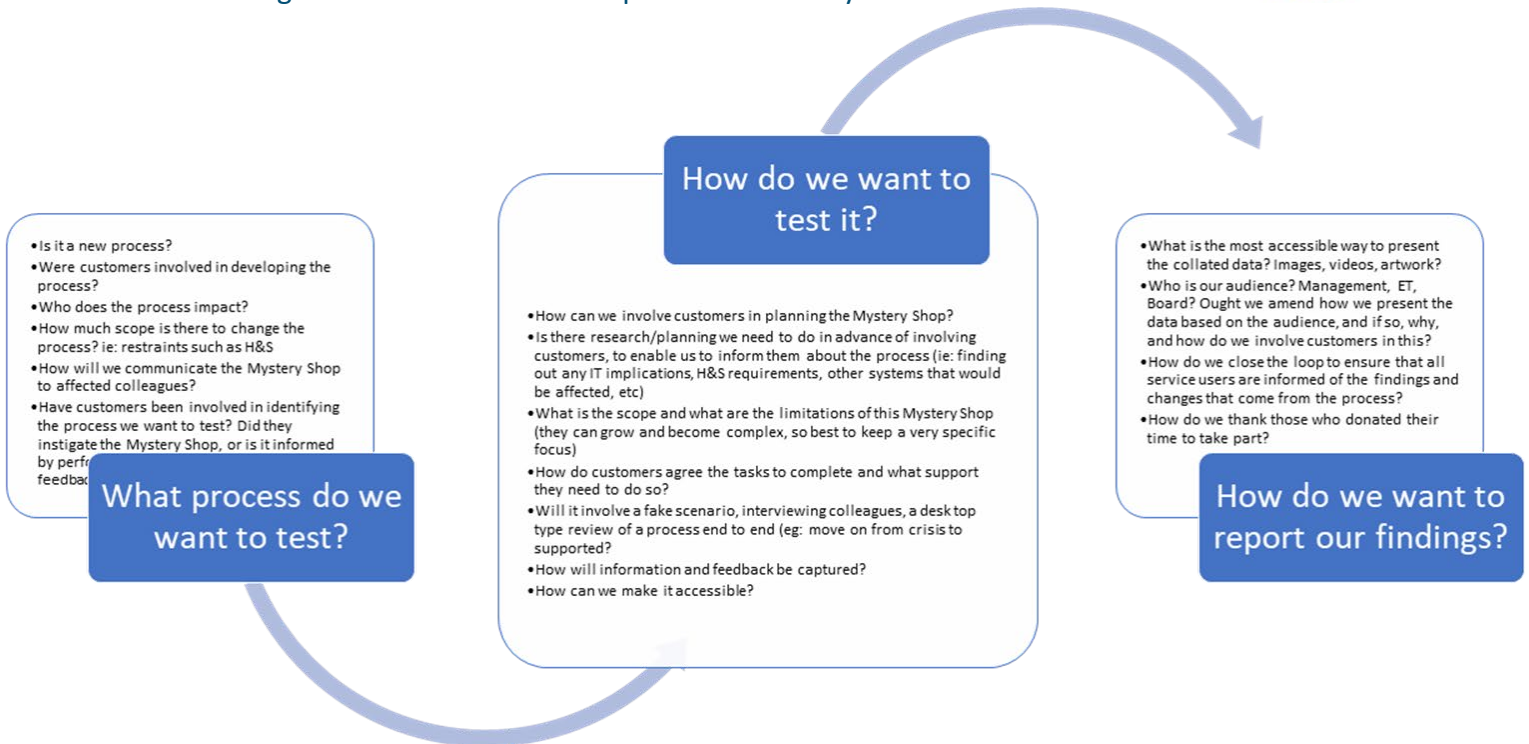 •Is it a new process?
•Were customers involved in developing the
process?
•Who does the process impact?
•How much scope is there to change the
process? ie: restraints such as H&S
•How will we communicate the Mystery Shop
to affected colleagues?
•Have customers been involved in identifying
the process we want to test? Did they
instigate the Mystery Shop, or is it informed
by
What process do we
want to test?
How do we want to
test it?
•How can we involve customers in planning the Mystery Shop?
•Is there research/planning we need to do in advance of involving
customers, to enable us to inform them about the process (ie: finding
out any IT implications, H&S requirements, other systems that would
be affected, etc)
•What is the scope and what are the limitations of this Mystery Shop
(they can grow and become complex, so best to keep a very specific
focus)
•How do customers agree the tasks to complete and what support
they need to do so?
•Will it involve a fake scenario, interviewing colleagues, a desk top
type review of a process end to end (eg: move on from crisis to
supported?
•How will information and feedback be captured?
•How can we make it accessible?
•What is the most accessible way to present
the collated data? Images, videos, artwork?
•Who is our audience? Management, ET,
Board? Ought we amend how we present the
data based on the audience, and if so, why,
and how do we involve customers in this?
•How do we close the loop to ensure that all
service users are informed of the findings and
changes that come from the process?
•How do we thank those who donated their
time to take part?
How do we want to
report our findings?